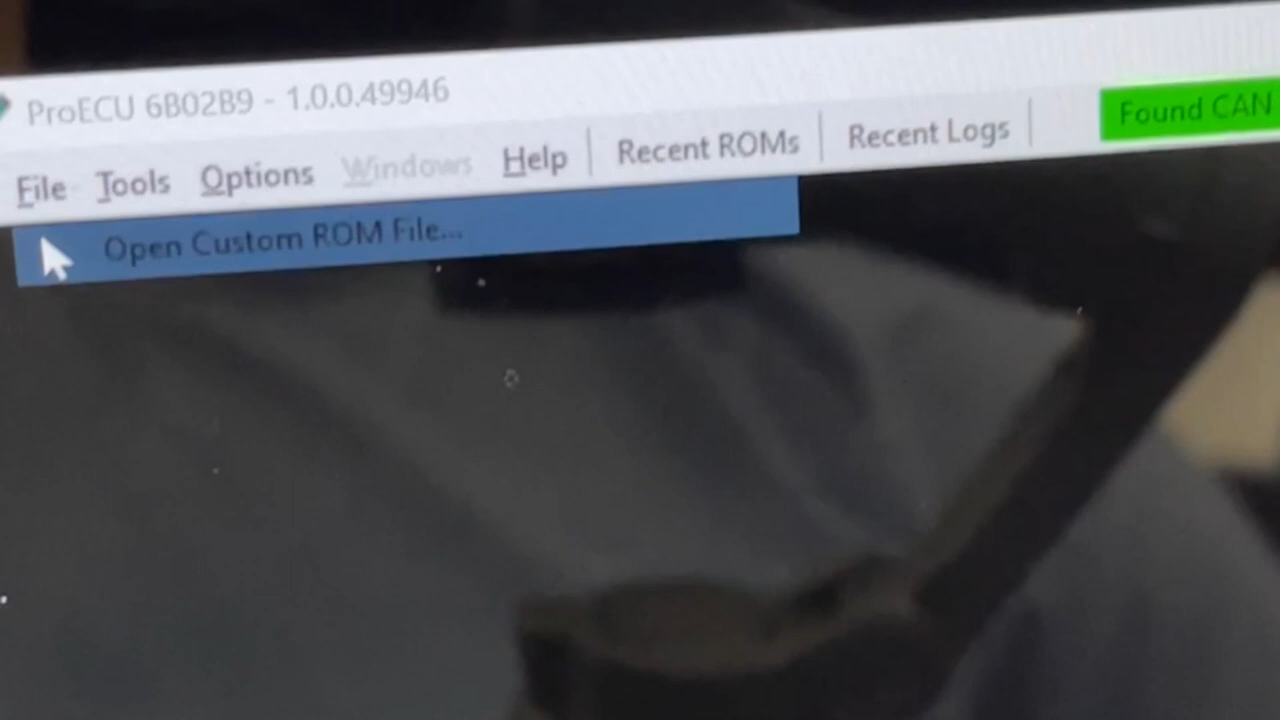 ProECU 6B02B9 - 1.0.0.49946
File Tools Options Windows Help Recent ROMs Recent Logs Found CAN
Open Custom ROM File...